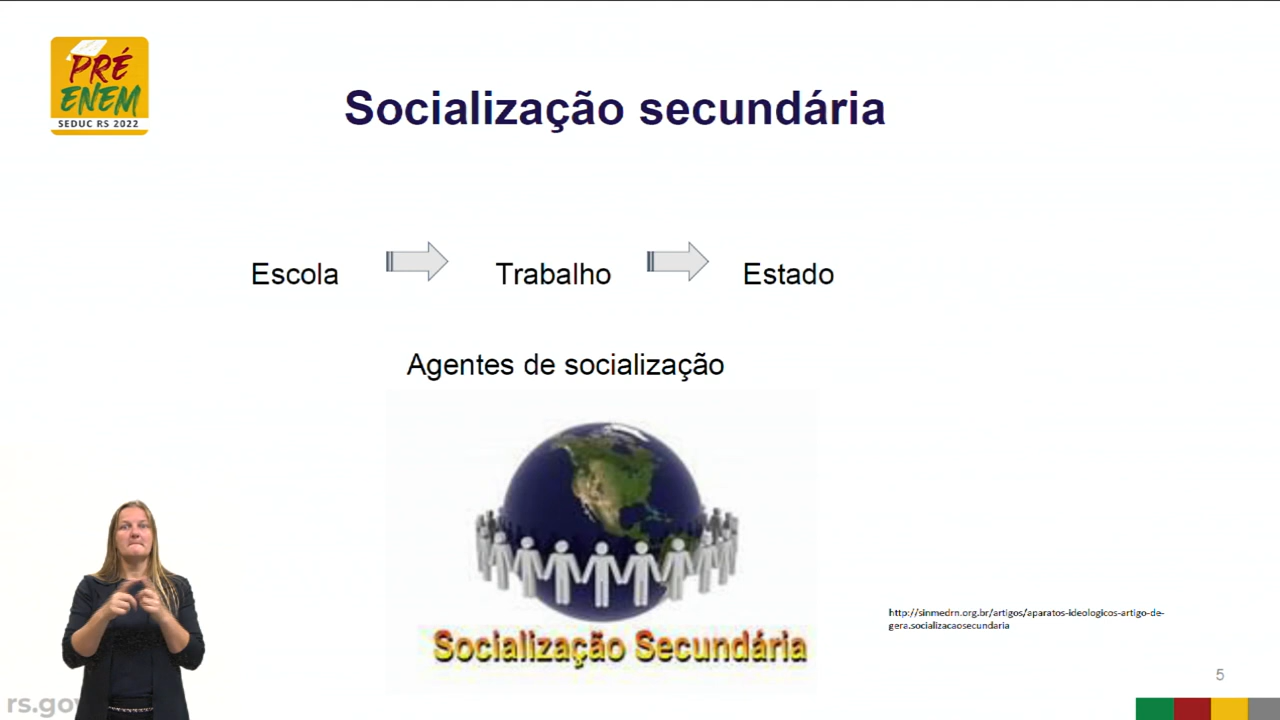 PRÉ
ENEM
SEDUC RS 2022
Socialização secundária
Escola
Trabalho
Estado
Agentes de socialização
Socialização Secundária
http://sinmedrn.org.br/artigos/aparatos-ideologicos-artigo-de-
gera.socializacaosecundaria
5
rs.gov